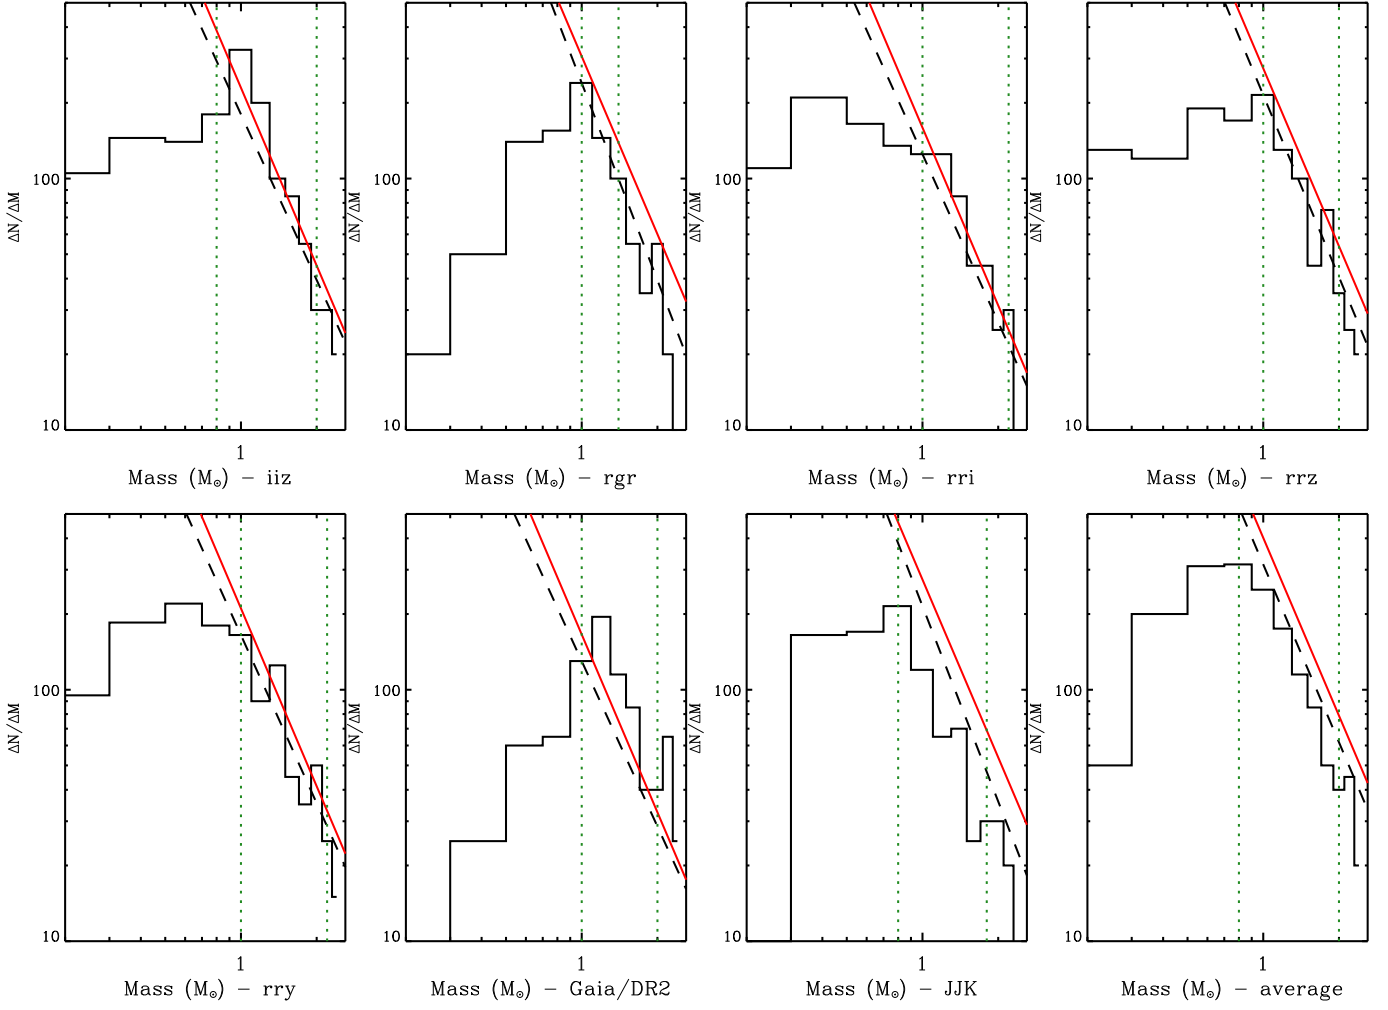 100
100
100
100
ΔN/ΔM
ΔN/ΔM
ΔN/ΔM
ΔN/ΔM
10
10
10
10
1
1
1
1
Mass (M⊙) − iiz
Mass (M⊙) − rgr
Mass (M⊙) − rri
Mass (M⊙) − rrz
100
100
100
100
ΔN/ΔM
ΔN/ΔM
ΔN/ΔM
ΔN/ΔM
10
10
10
10
1
1
1
1
Mass (M⊙) − rry
Mass (M⊙) − Gaia/DR2
Mass (M⊙) − JJK
Mass (M⊙) − average